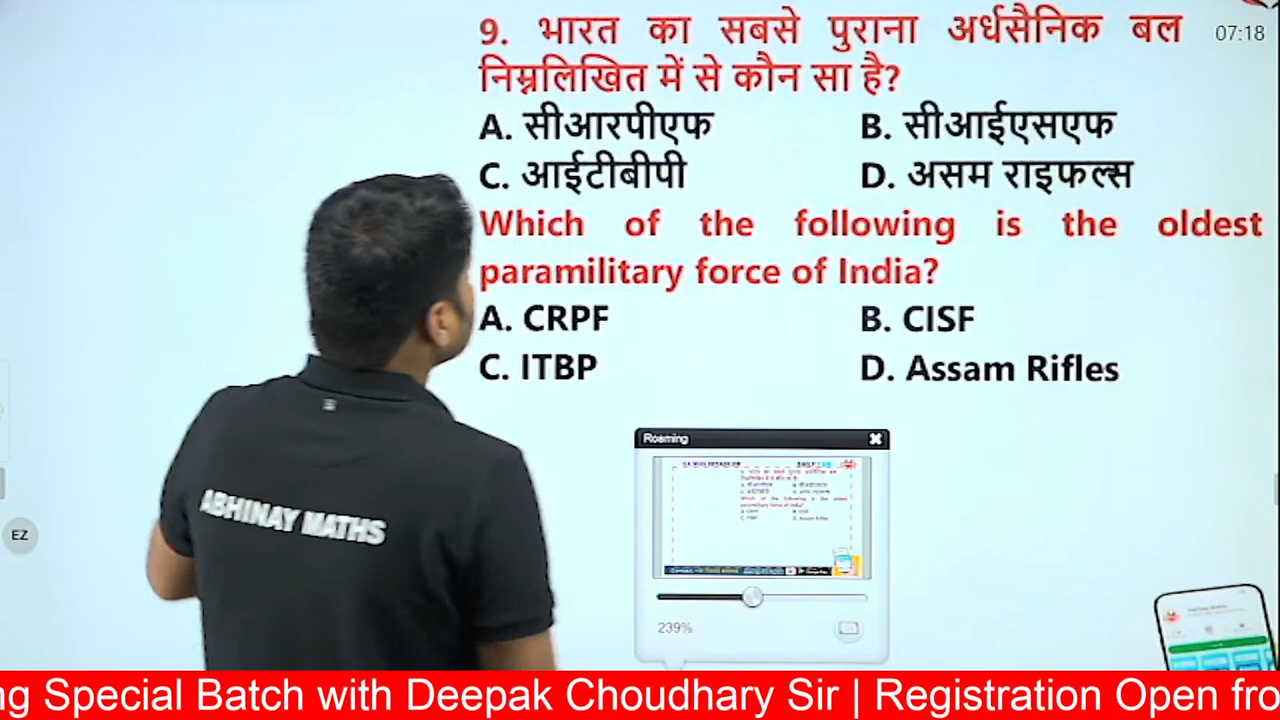 9. भारत का सबसे पुराना अर्धसैनिक बल
07:18
निम्नलिखित में से कौन सा है?
A. सीआरपीएफ B. सीआईएसएफ
C. आईटीबीपी D. असम राइफल्स
Which of the following is the oldest
paramilitary force of India?
A. CRPF B. CISF
C. ITBP D. Assam Rifles
Roaming
239%
EZ
ABHINAY MATHS
ng Special Batch with Deepak Choudhary Sir | Registration Open fro